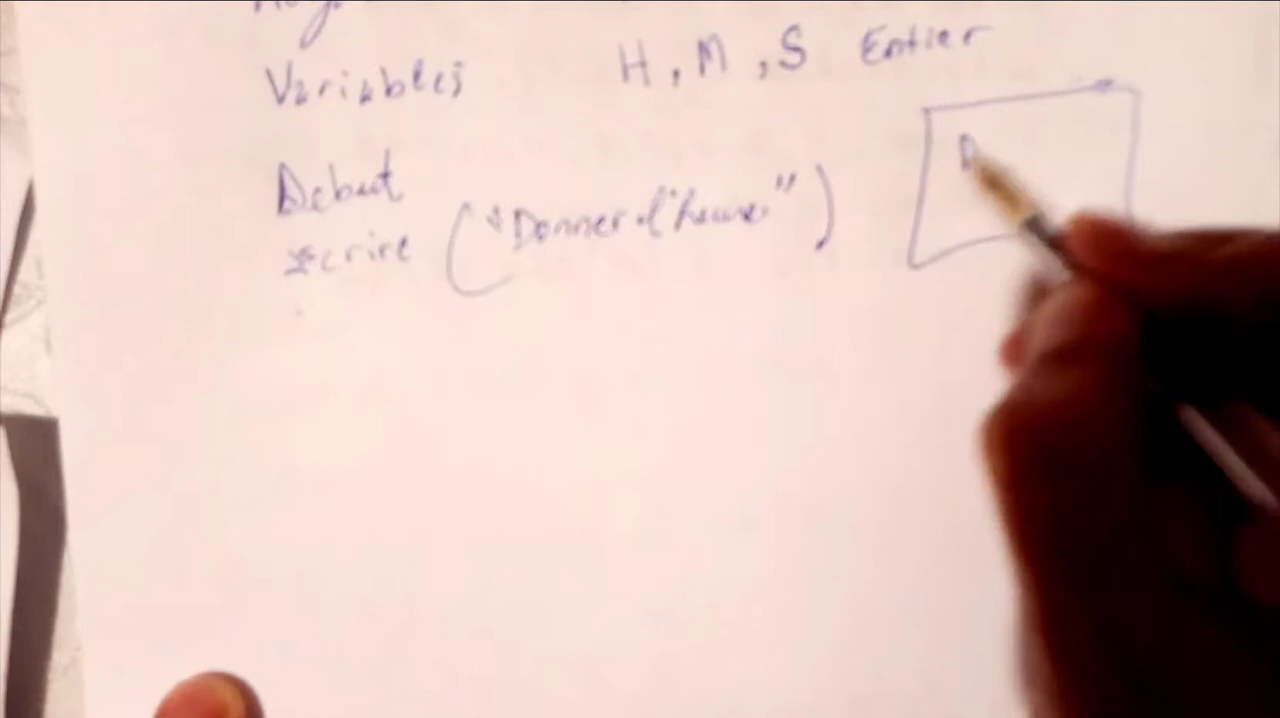 Variables H, M, S Entier
Debut
ecrire ("Donner l'heure")
D